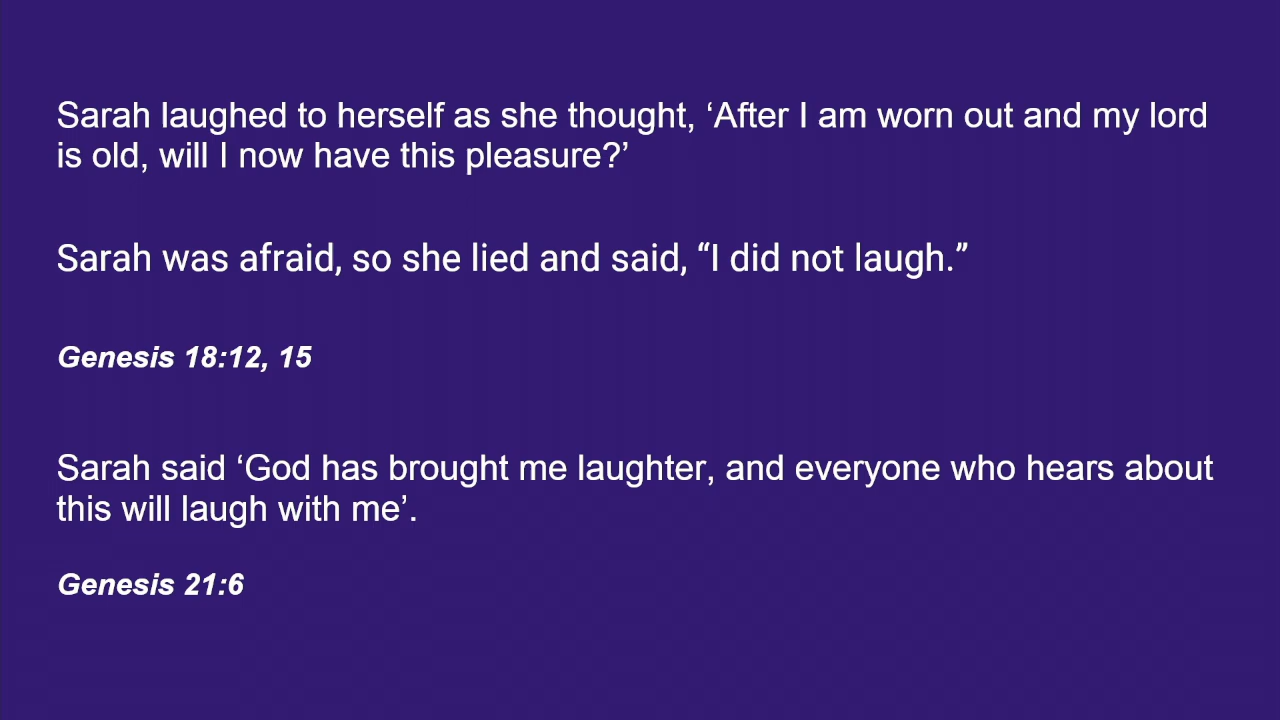 Sarah laughed to herself as she thought, ‘After I am worn out and my lord
is old, will I now have this pleasure?’
Sarah was afraid, so she lied and said, “I did not laugh.”
Genesis 18:12, 15
Sarah said ‘God has brought me laughter, and everyone who hears about
this will laugh with me’.
Genesis 21:6